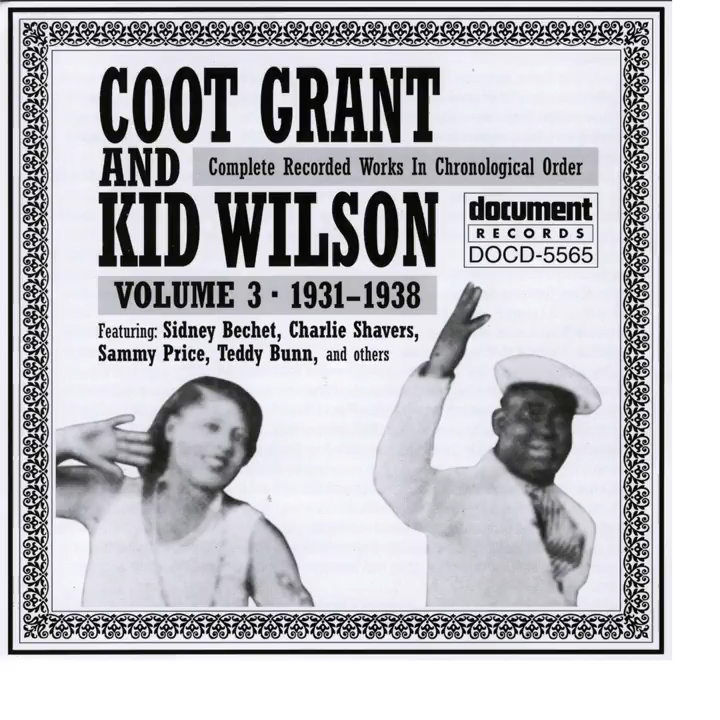 COOT GRANT
AND
Complete Recorded Works In Chronological Order
KID WILSON
document
RECORDS
DOCD-5565
VOLUME 3 · 1931–1938
Featuring: Sidney Bechet, Charlie Shavers,
Sammy Price, Teddy Bunn, and others